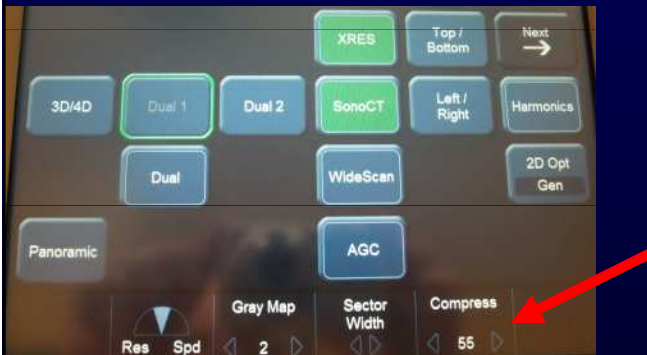 XRES
Top /
Bottom
Next
3D/4D
Dual 1
Dual 2
SonoCT
Left /
Right
Harmonics
Dual
WideScan
2D Opt
Gen
Panoramic
AGC
Res Spd
Gray Map
2
Sector
Width
Compress
55